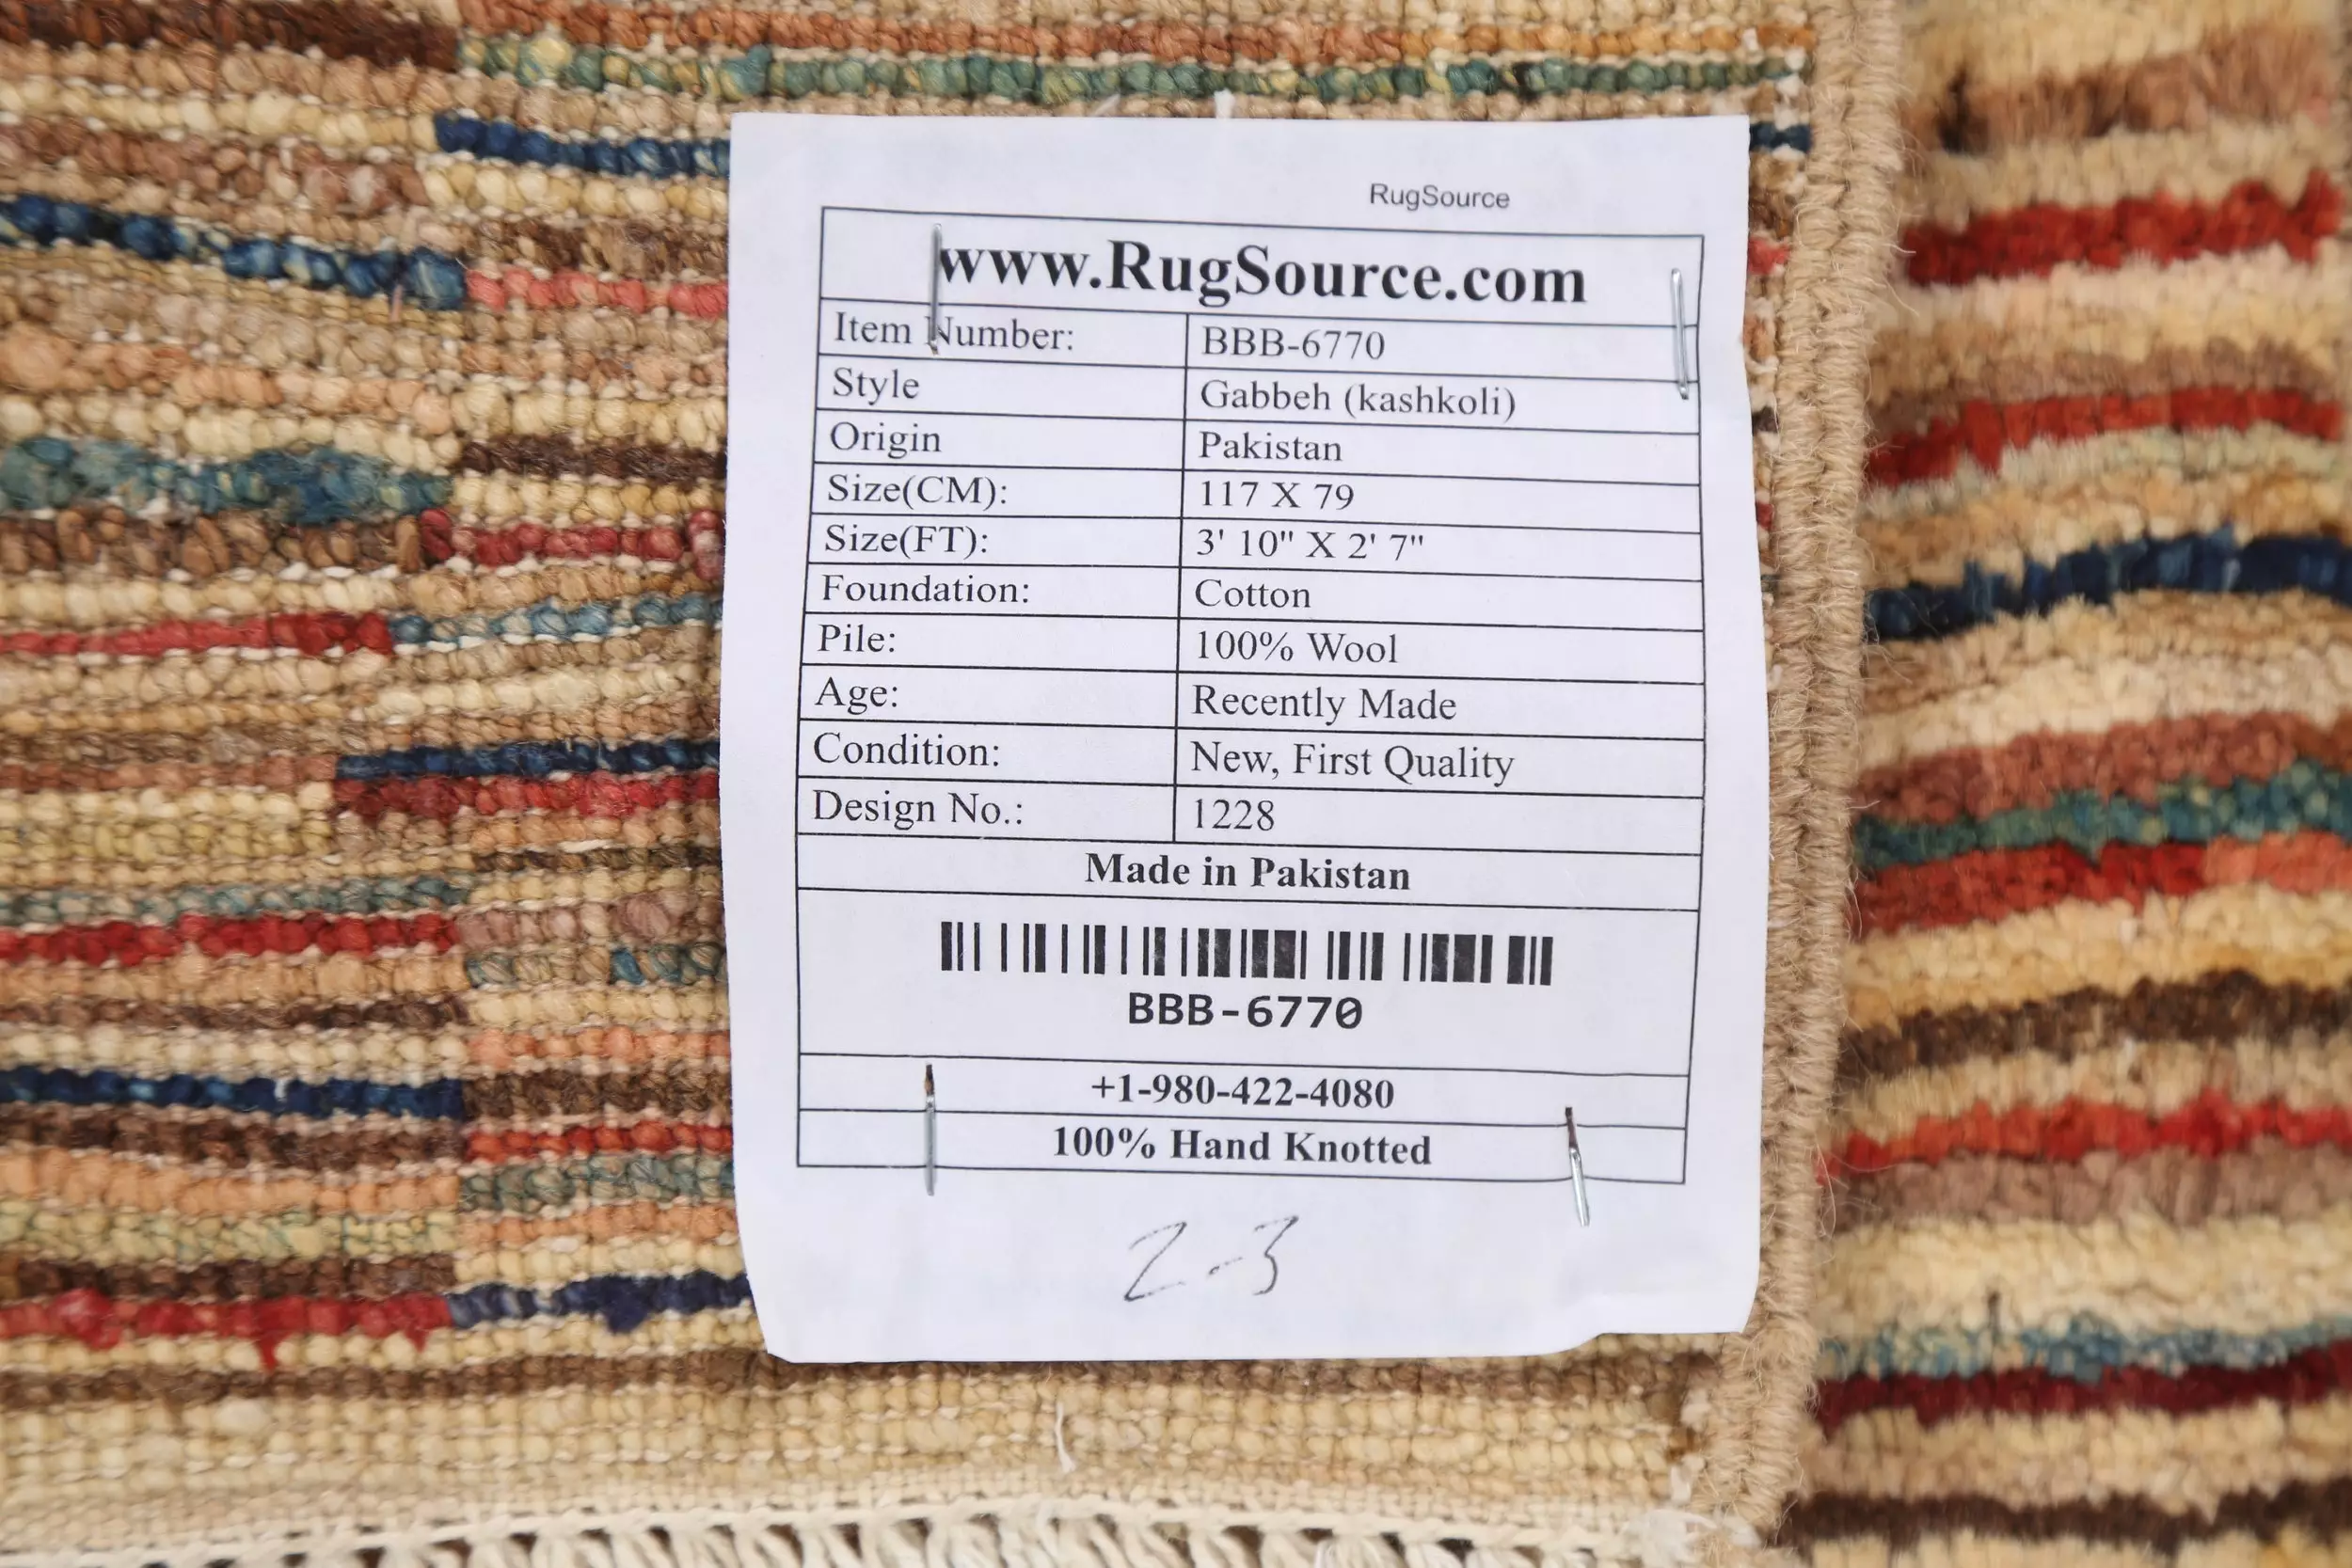 RugSource
www.RugSource.com
Item Number: BBB-6770
Style Gabbeh (kashkoli)
Origin Pakistan
Size(CM): 117 X 79
Size(FT): 3' 10" X 2' 7"
Foundation: Cotton
Pile: 100% Wool
Age: Recently Made
Condition: New, First Quality
Design No.: 1228
Made in Pakistan
BBB-6770
+1-980-422-4080
100% Hand Knotted
2-3